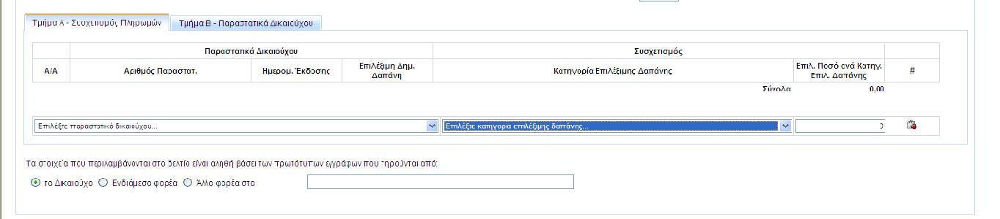 Τμήμα Α - Συσχετισμός Πληρωμών Τμήμα Β - Παραστατικά Δικαιούχου
Παραστατικά Δικαιούχου Συσχετισμός
Α/Α Αριθμός Παραστατ. Ημερομ. Έκδοσης Επιλέξιμη Δημ. Δαπάνη Κατηγορία Επιλέξιμης Δαπάνης Επιλ. Ποσό ανά Κατηγ. Επιλ. Δαπάνης #
Σύνολα 0,00
Επιλέξτε παραστατικό δικαιούχου... Επιλέξτε κατηγορία επιλέξιμης δαπάνης... 0
Τα στοιχεία που περιλαμβάνονται στο δελτίο είναι αληθή βάσει των πρωτότυπων εγγράφων που τηρούνται από:
το Δικαιούχο Ενδιάμεσο φορέα Άλλο φορέα στο